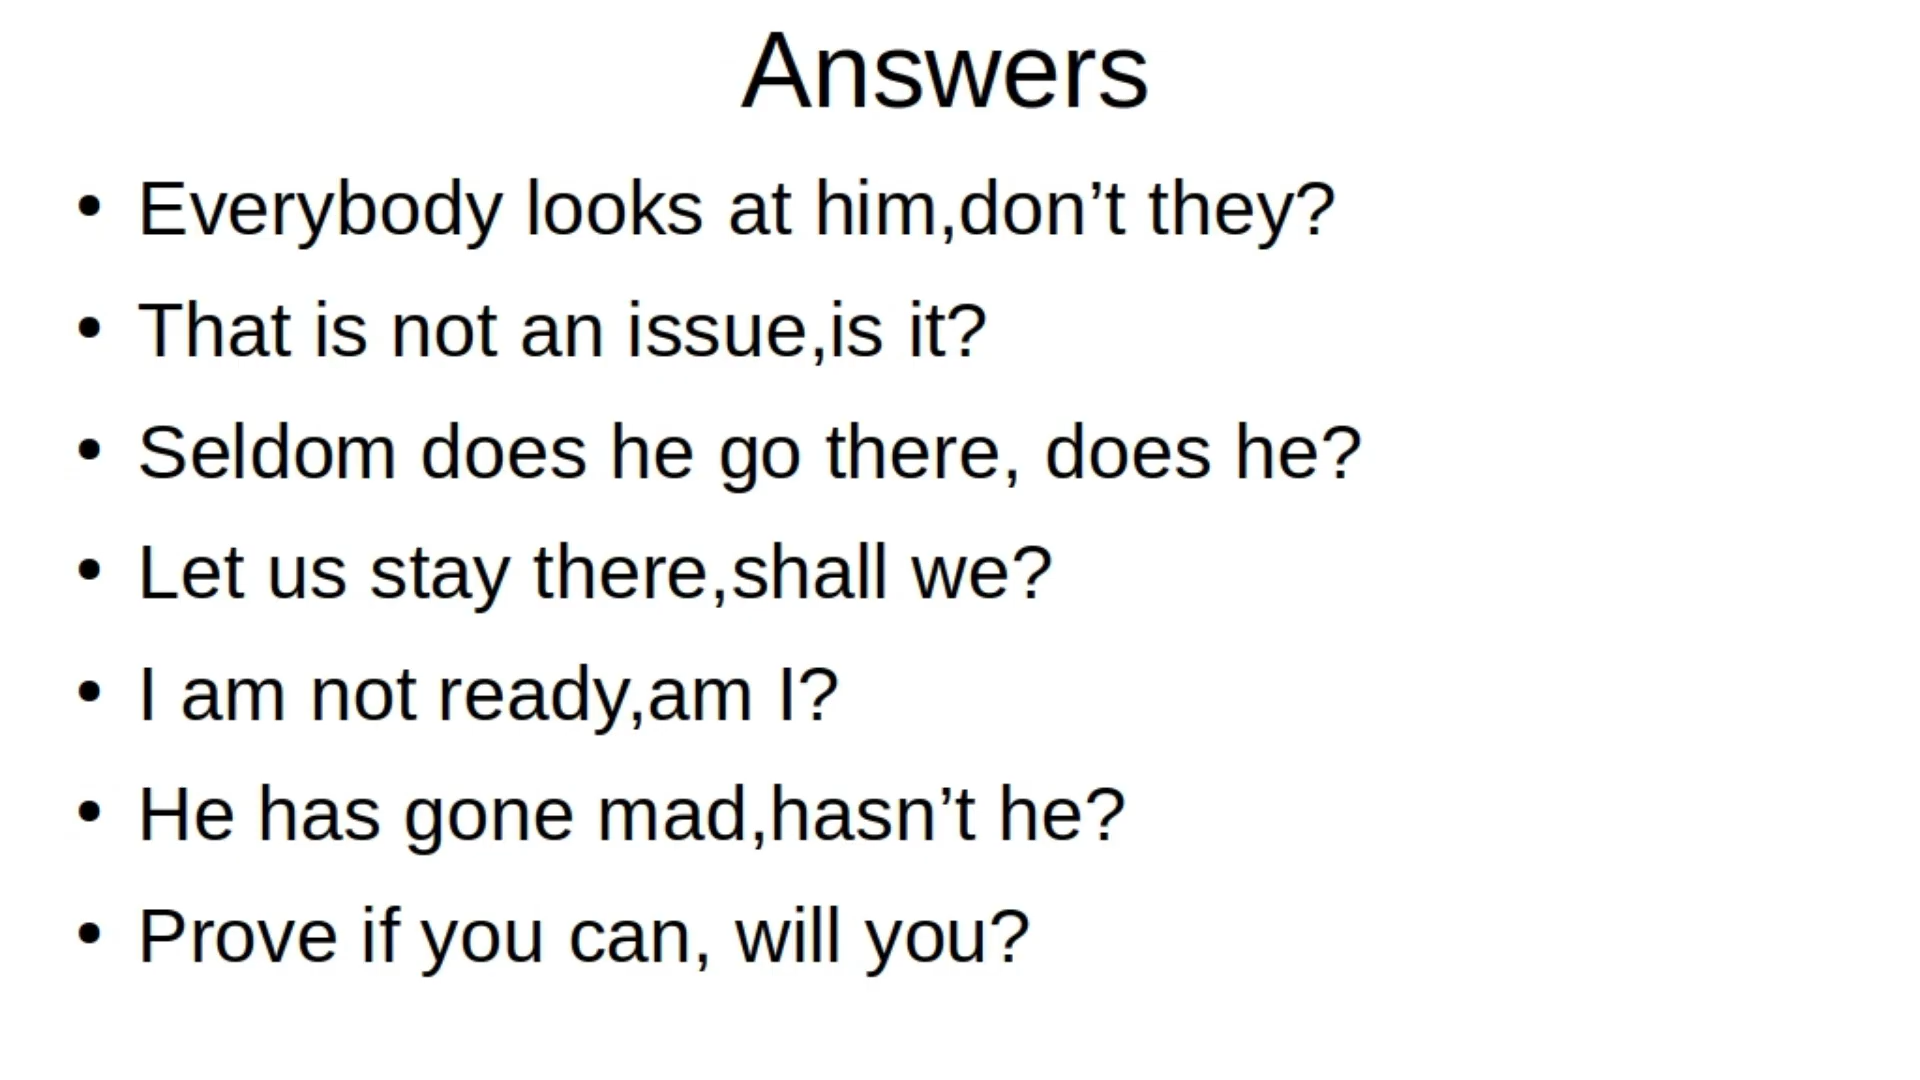 Answers
• Everybody looks at him,don’t they?
• That is not an issue,is it?
• Seldom does he go there, does he?
• Let us stay there,shall we?
• I am not ready,am I?
• He has gone mad,hasn’t he?
• Prove if you can, will you?